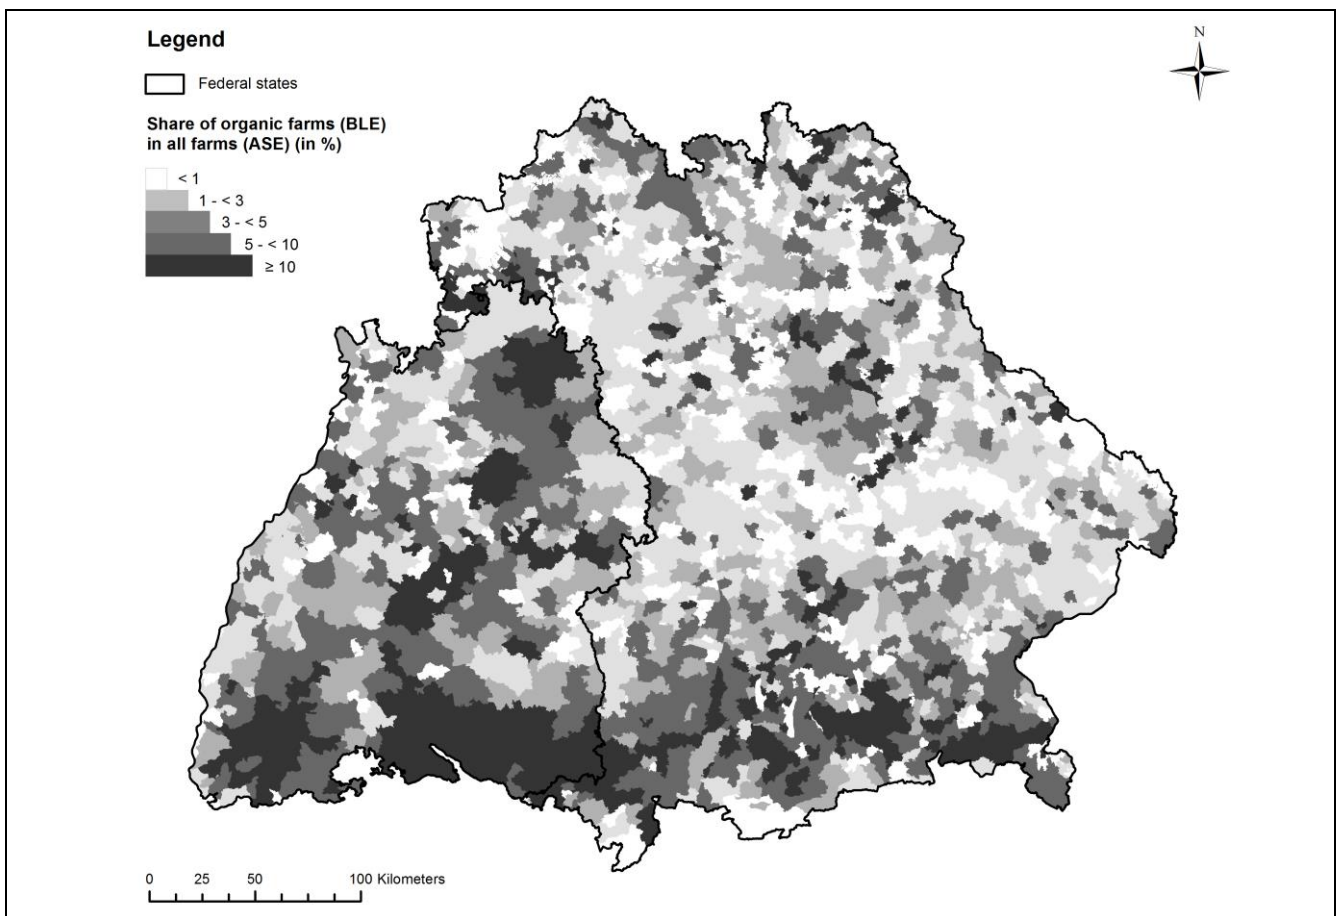 Legend
N
Federal states
Share of organic farms (BLE)
in all farms (ASE) (in %)
< 1
1 - < 3
3 - < 5
5 - < 10
≥ 10
0 25 50 100 Kilometers